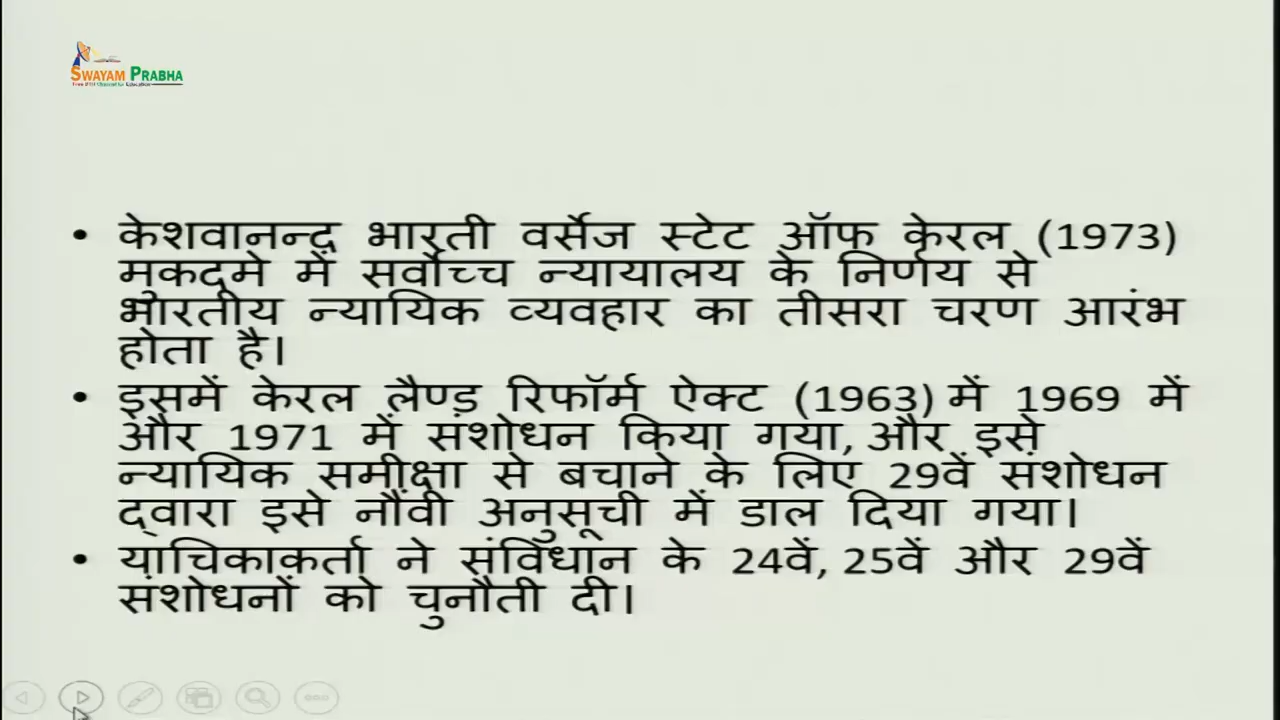 SWAYAM PRABHA
• केशवानन्द भारती वर्सेज स्टेट ऑफ केरल (1973)
मुकदमे में सर्वोच्च न्यायालय के निर्णय से
भारतीय न्यायिक व्यवहार का तीसरा चरण आरंभ
होता है।
• इसमें केरल लैण्ड रिफॉर्म ऐक्ट (1963) में 1969 में
और 1971 में संशोधन किया गया, और इसे
न्यायिक समीक्षा से बचाने के लिए 29वें संशोधन
द्वारा इसे नौंवी अनुसूची में डाल दिया गया।
• याचिकाकर्ता ने संविधान के 24वें, 25वें और 29वें
संशोधनों को चुनौती दी।